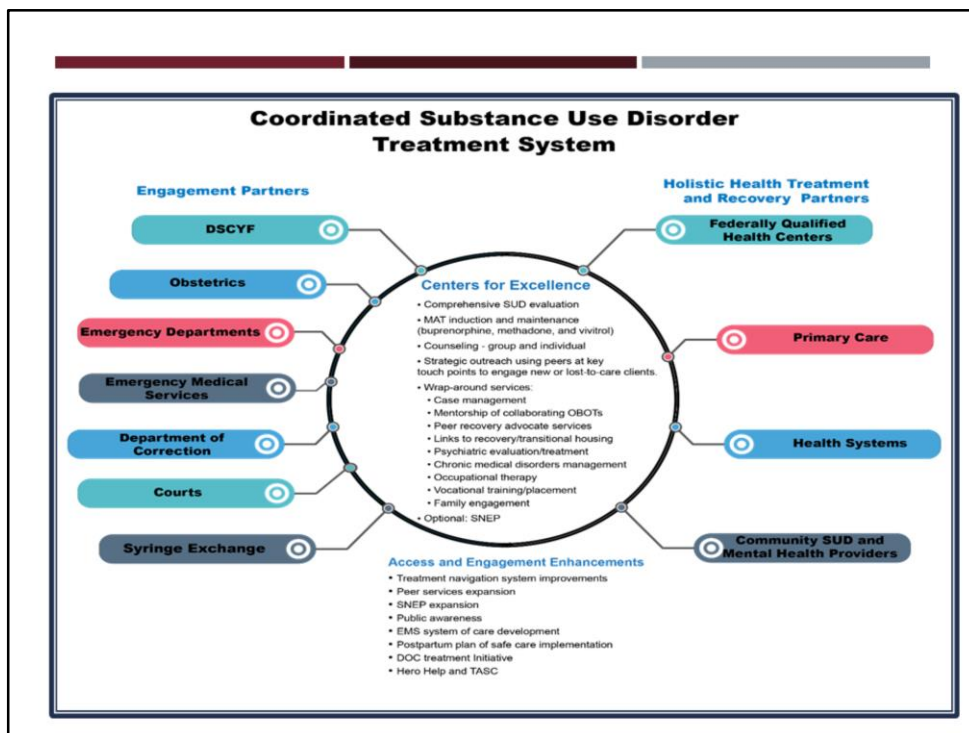 Coordinated Substance Use Disorder
Treatment System
Engagement Partners
DSCYF
Obstetrics
Emergency Departments
Emergency Medical
Services
Department of
Correction
Courts
Syringe Exchange
Holistic Health Treatment
and Recovery Partners
Federally Qualified
Health Centers
Primary Care
Health Systems
Community SUD and
Mental Health Providers
Centers for Excellence
• Comprehensive SUD evaluation
• MAT induction and maintenance
(buprenorphine, methadone, and vivitrol)
• Counseling - group and individual
• Strategic outreach using peers at key
touch points to engage new or lost-to-care clients.
• Wrap-around services:
• Case management
• Mentorship of collaborating OBOTs
• Peer recovery advocate services
• Links to recovery/transitional housing
• Psychiatric evaluation/treatment
• Chronic medical disorders management
• Occupational therapy
• Vocational training/placement
• Family engagement
• Optional: SNEP
Access and Engagement Enhancements
• Treatment navigation system improvements
• Peer services expansion
• SNEP expansion
• Public awareness
• EMS system of care development
• Postpartum plan of safe care implementation
• DOC treatment Initiative
• Hero Help and TASC